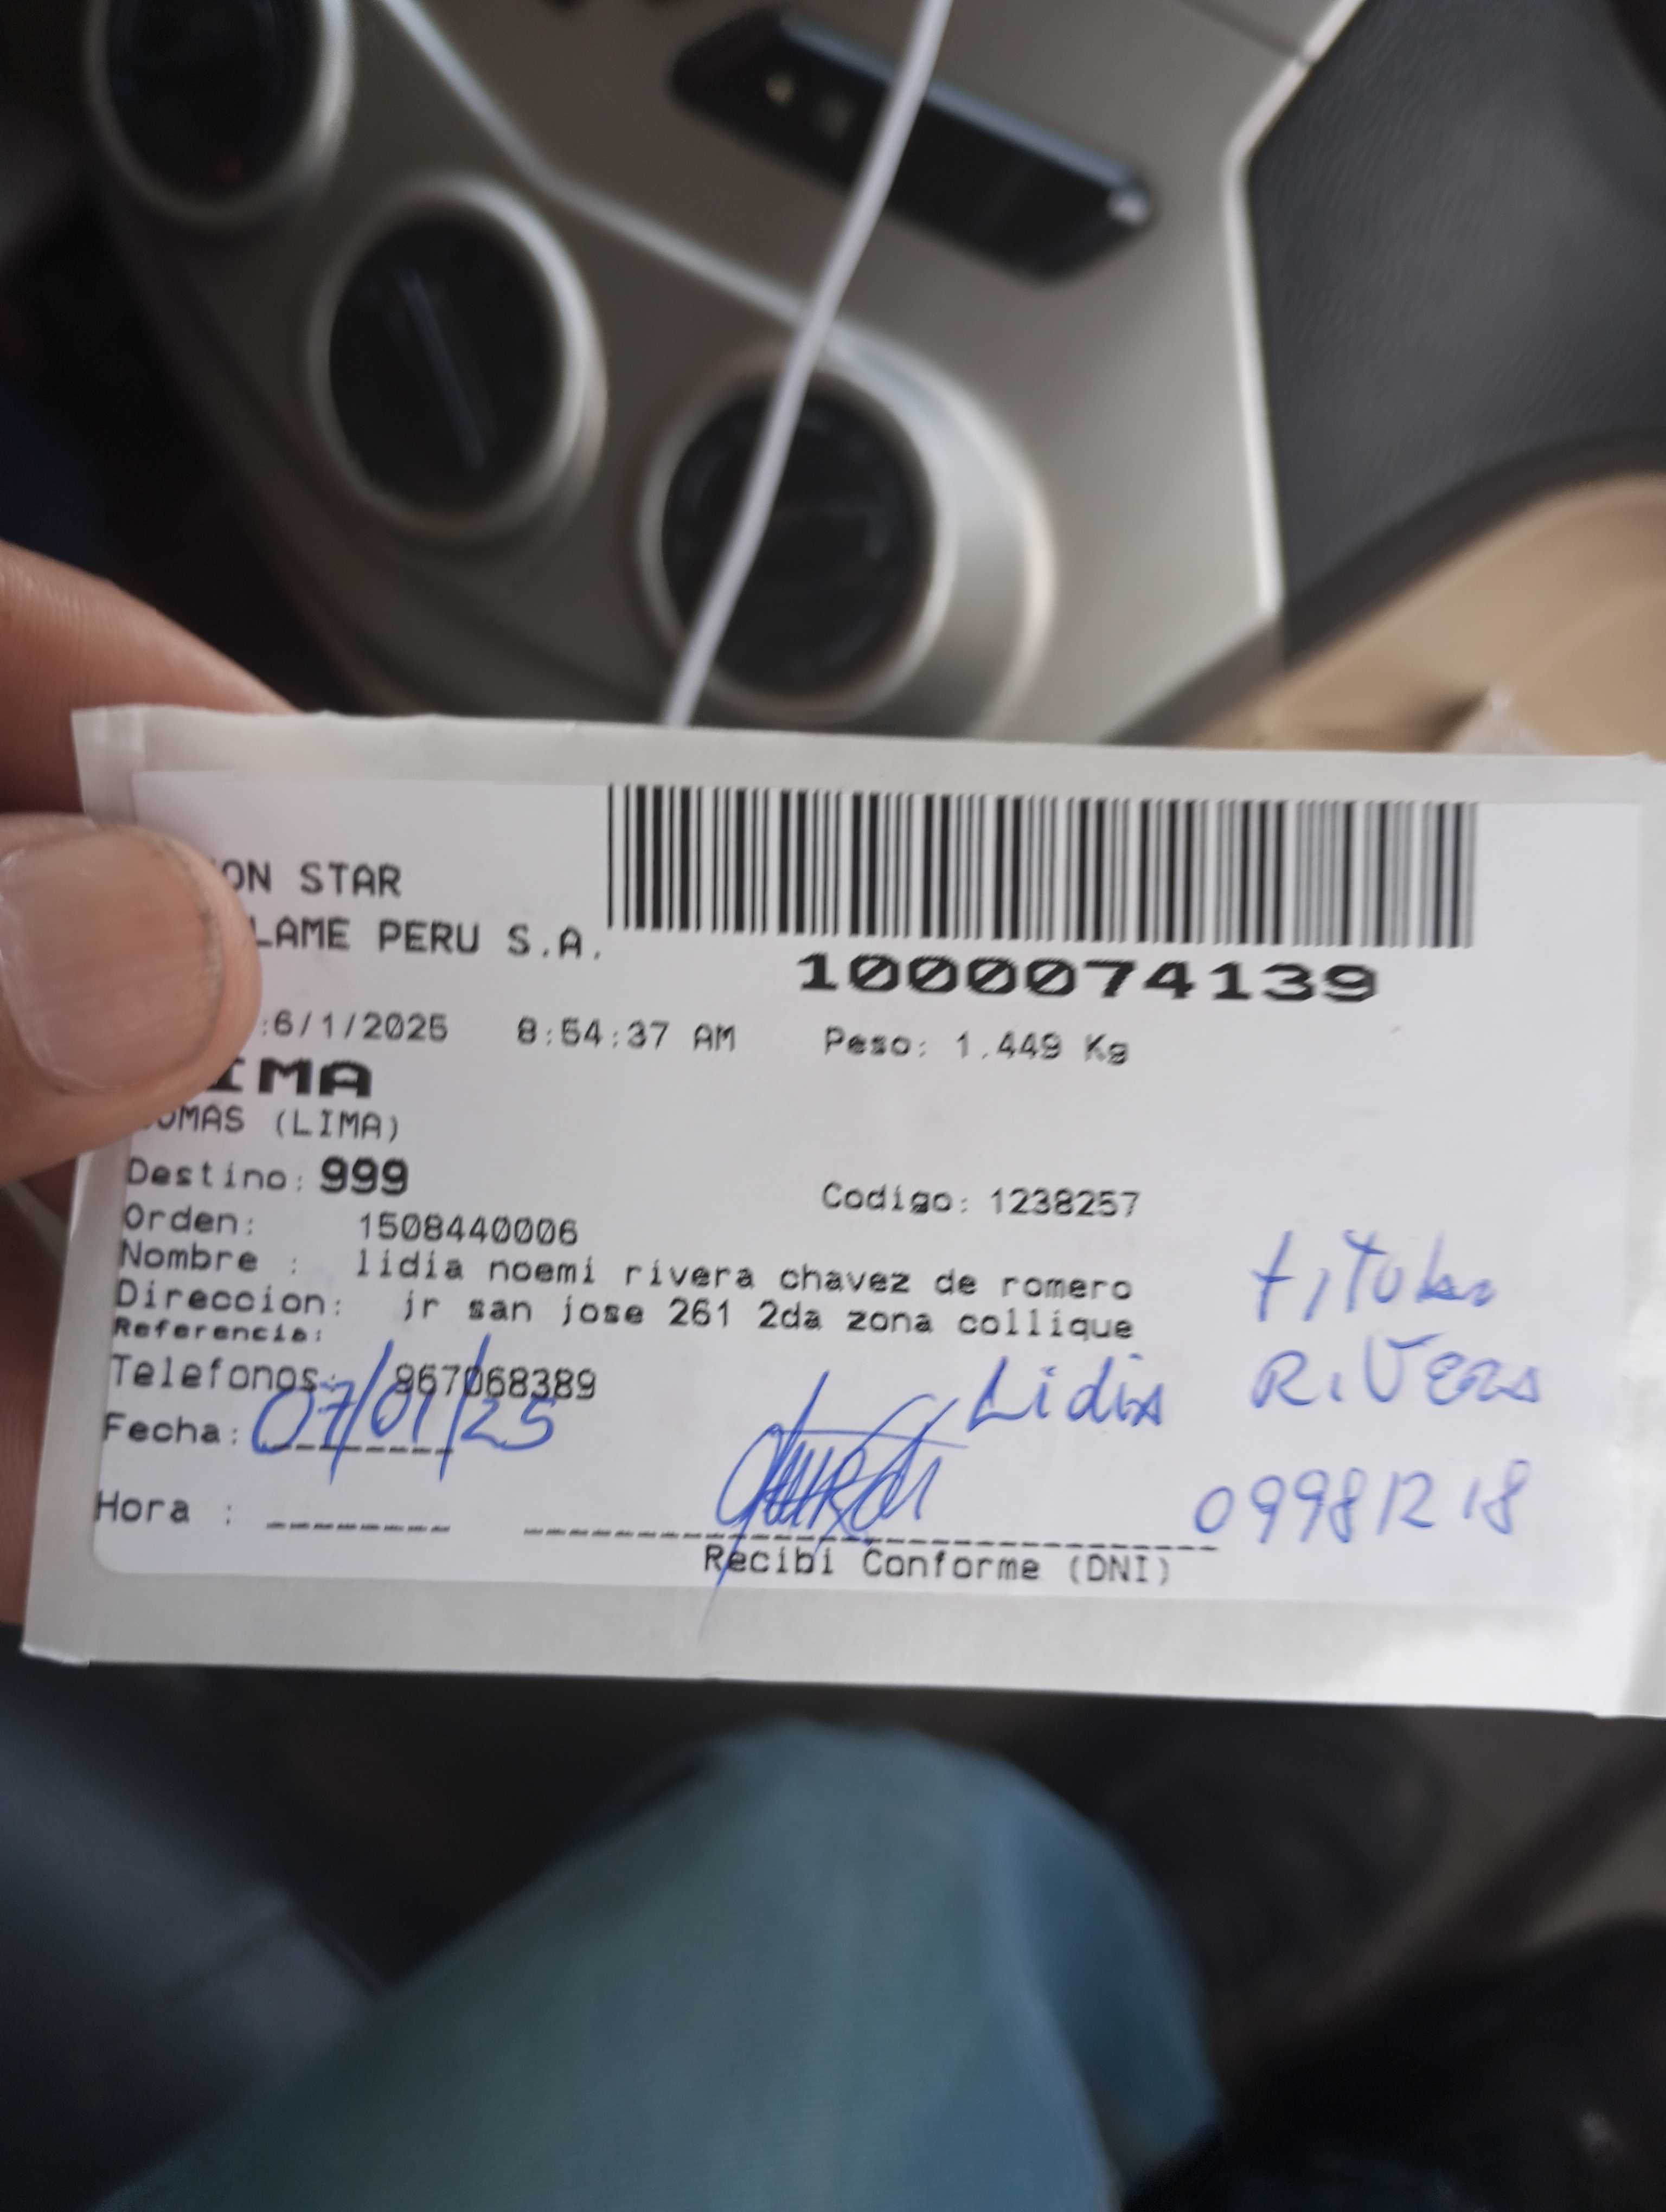 ON STAR
LAME PERU S.A.
1000074139
:6/1/2025 8:54:37 AM Peso: 1.449 Kg
IMA
OMAS (LIMA)
Destino: 999
Codigo: 1238257
Orden: 1508440006
Nombre : lidia noemi rivera chavez de romero
Direccion: jr san jose 261 2da zona collique
Referencia:
Telefonos: 967068389
Fecha: 07/01/25
Hora :
titular
Lidia Rivera
09981218
Recibi Conforme (DNI)